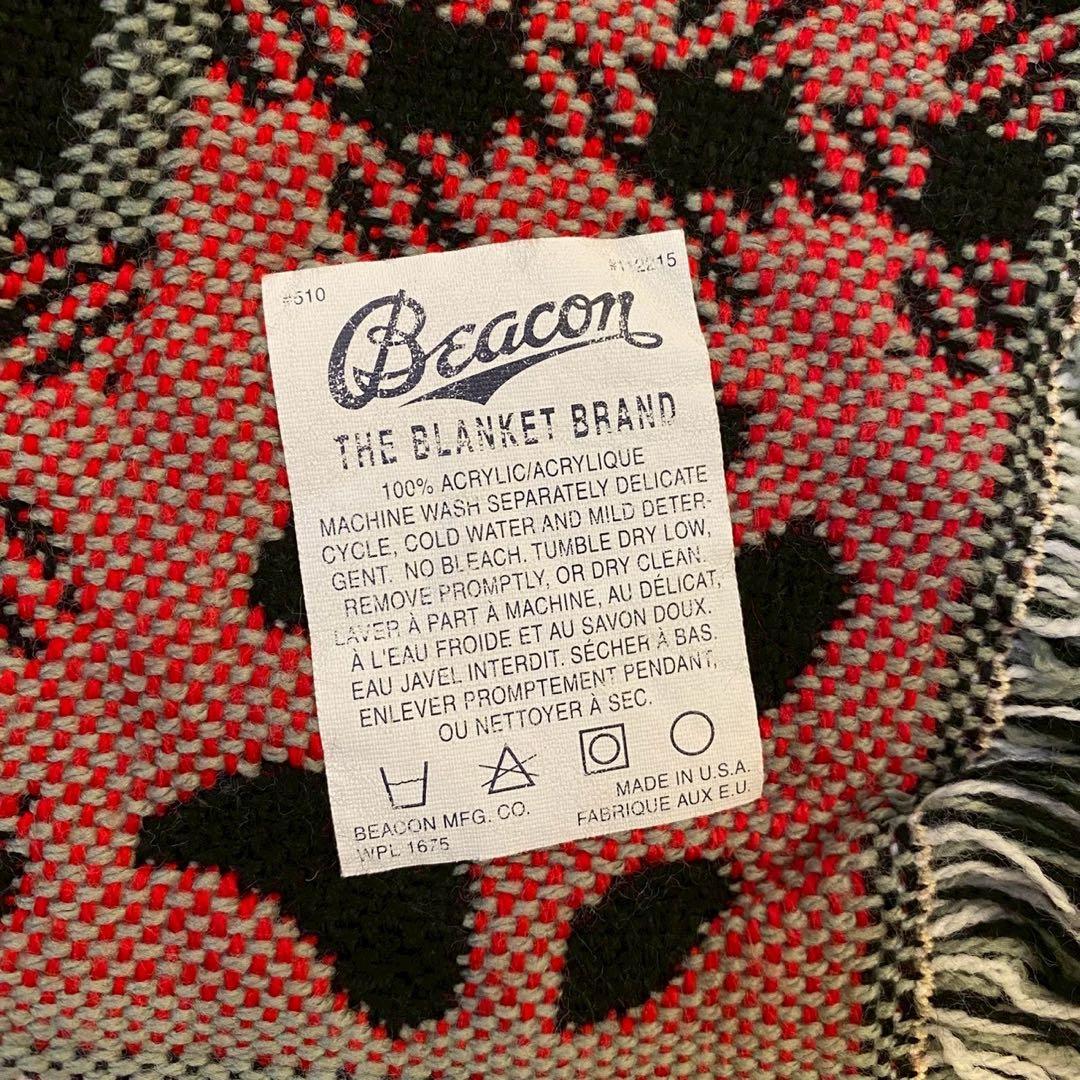 #510
#112215
Beacon
THE BLANKET BRAND
100% ACRYLIC/ACRYLIQUE
MACHINE WASH SEPARATELY DELICATE
CYCLE, COLD WATER AND MILD DETER-
GENT. NO BLEACH. TUMBLE DRY LOW,
REMOVE PROMPTLY, OR DRY CLEAN.
LAVER À PART A MACHINE, AU DÉLICAT,
À L'EAU FROIDE ET AU SAVON DOUX.
EAU JAVEL INTERDIT. SÉCHER À BAS.
ENLEVER PROMPTEMENT PENDANT,
OU NETTOYER À SEC.
BEACON MFG. CO.
WPL 1675
MADE IN U.S.A.
FABRIQUE AUX E.U.